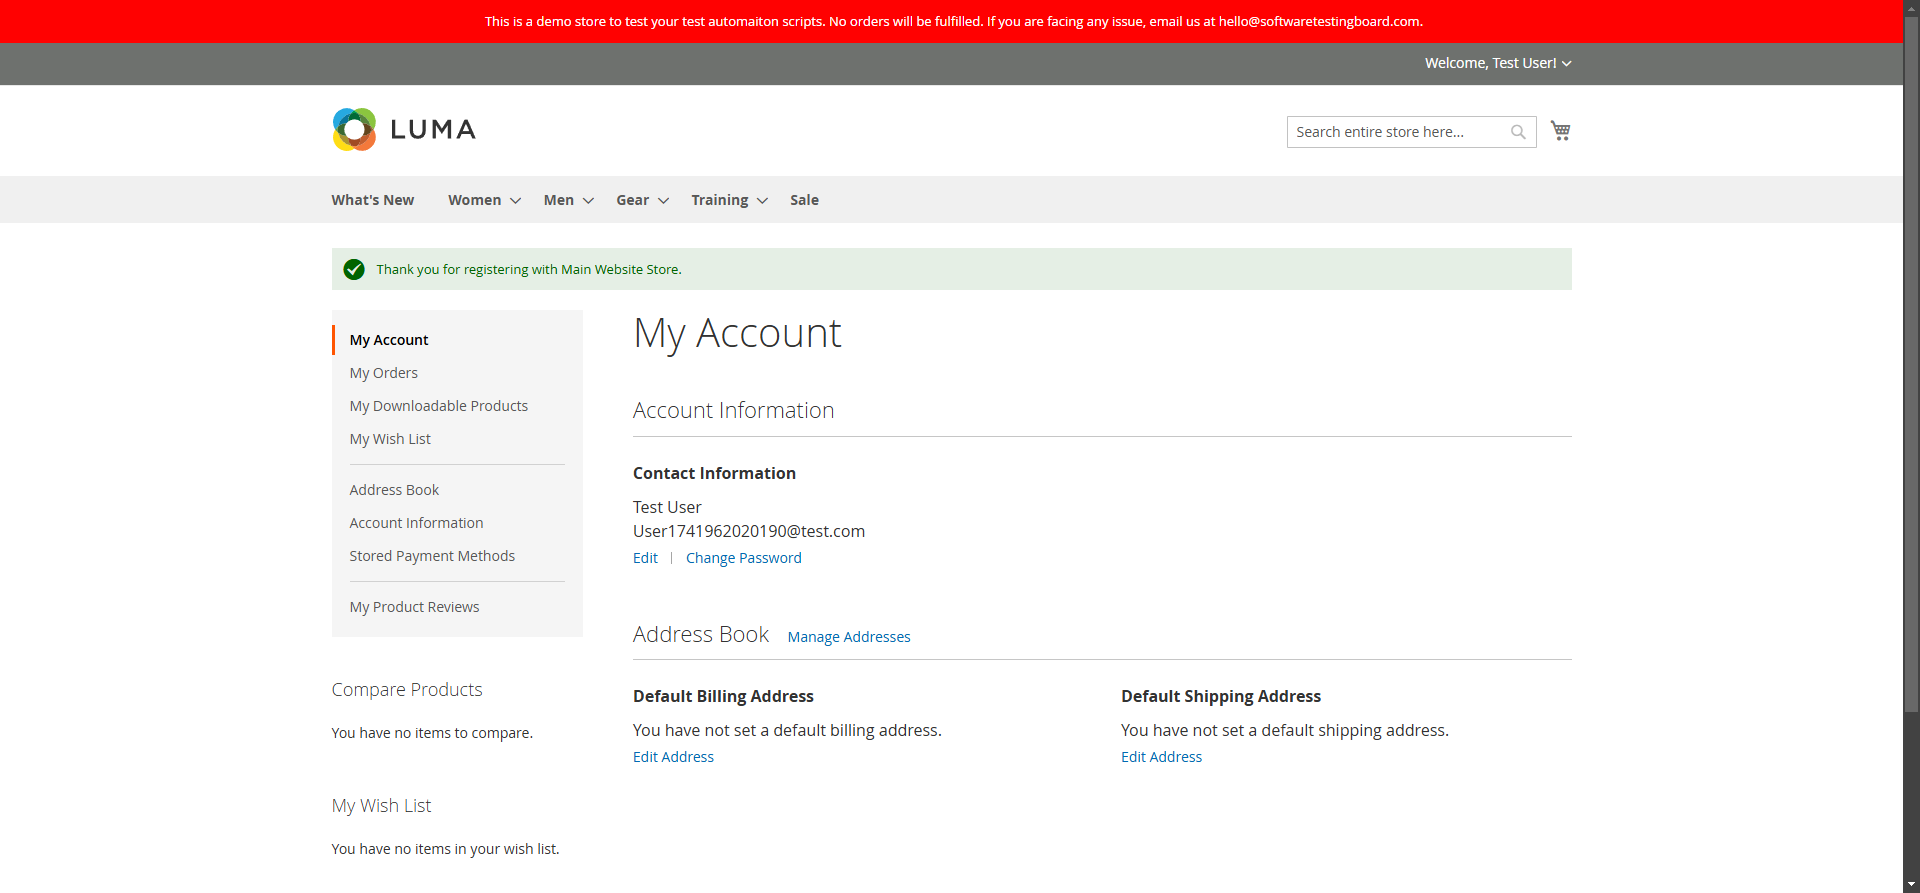 This is a demo store to test your test automaiton scripts. No orders will be fulfilled. If you are facing any issue, email us at hello@softwaretestingboard.com.
Welcome, Test User!
LUMA
Search entire store here...
What's New Women Men Gear Training Sale
Thank you for registering with Main Website Store.
My Account
My Orders
My Downloadable Products
My Wish List
Address Book
Account Information
Stored Payment Methods
My Product Reviews
Compare Products
You have no items to compare.
My Wish List
You have no items in your wish list.
My Account
Account Information
Contact Information
Test User
User1741962020190@test.com
Edit | Change Password
Address Book Manage Addresses
Default Billing Address
You have not set a default billing address.
Edit Address
Default Shipping Address
You have not set a default shipping address.
Edit Address